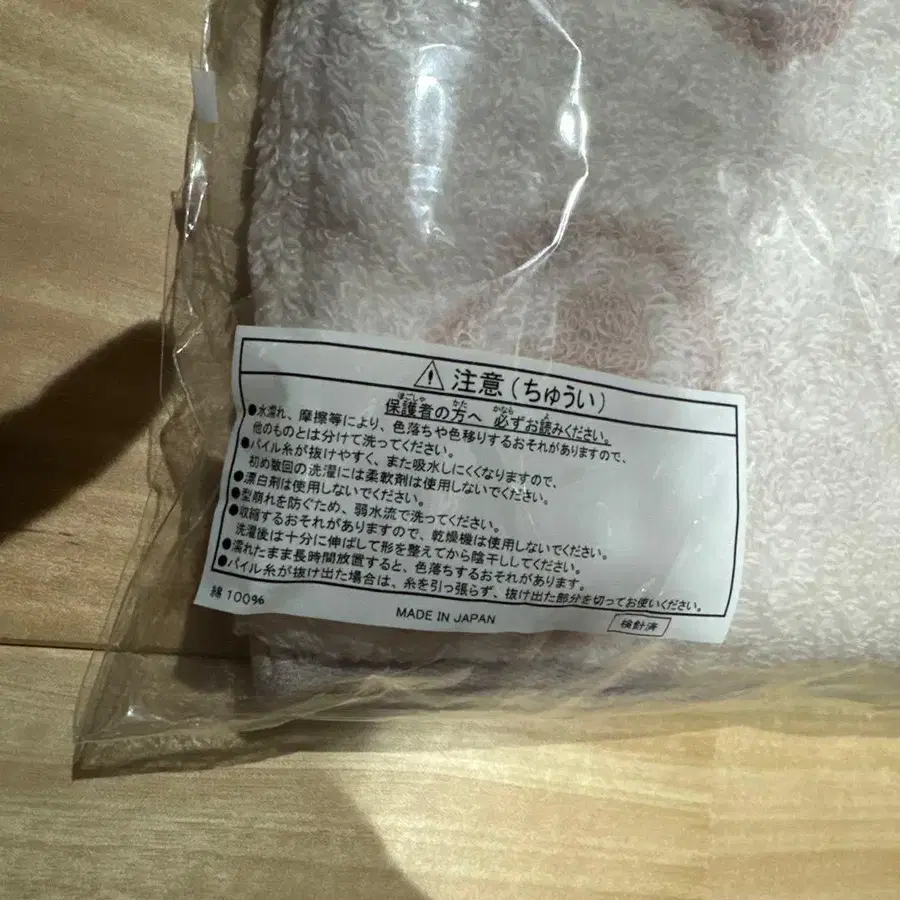 注意(ちゅうい)
保護者の方へ 必ずお読みください。
ほごしゃ かた かなら よ
●水濡れ、摩擦等により、色落ちや色移りするおそれがありますので、
他のものとは分けて洗ってください。
●パイル糸が抜けやすく、また吸水しにくくなりますので、
初め数回の洗濯には柔軟剤は使用しないでください。
●漂白剤は使用しないでください。
●型崩れを防ぐため、弱水流で洗ってください。
●収縮するおそれがありますので、乾燥機は使用しないでください。
洗濯後は十分に伸ばして形を整えてから陰干ししてください。
●濡れたまま長時間放置すると、色落ちするおそれがあります。
●パイル糸が抜け出た場合は、糸を引っ張らず、抜け出た部分を切ってお使いください。
綿100%
MADE IN JAPAN
検針済